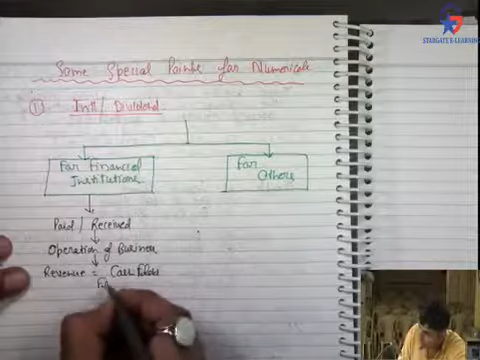 STARGATE E-LEARNING
Some Special Points for Numericals
① Intt/Dividend
For Financial
Institutions
For
Others
Paid/Received
Operation of Business
Revenue = Cash Flows